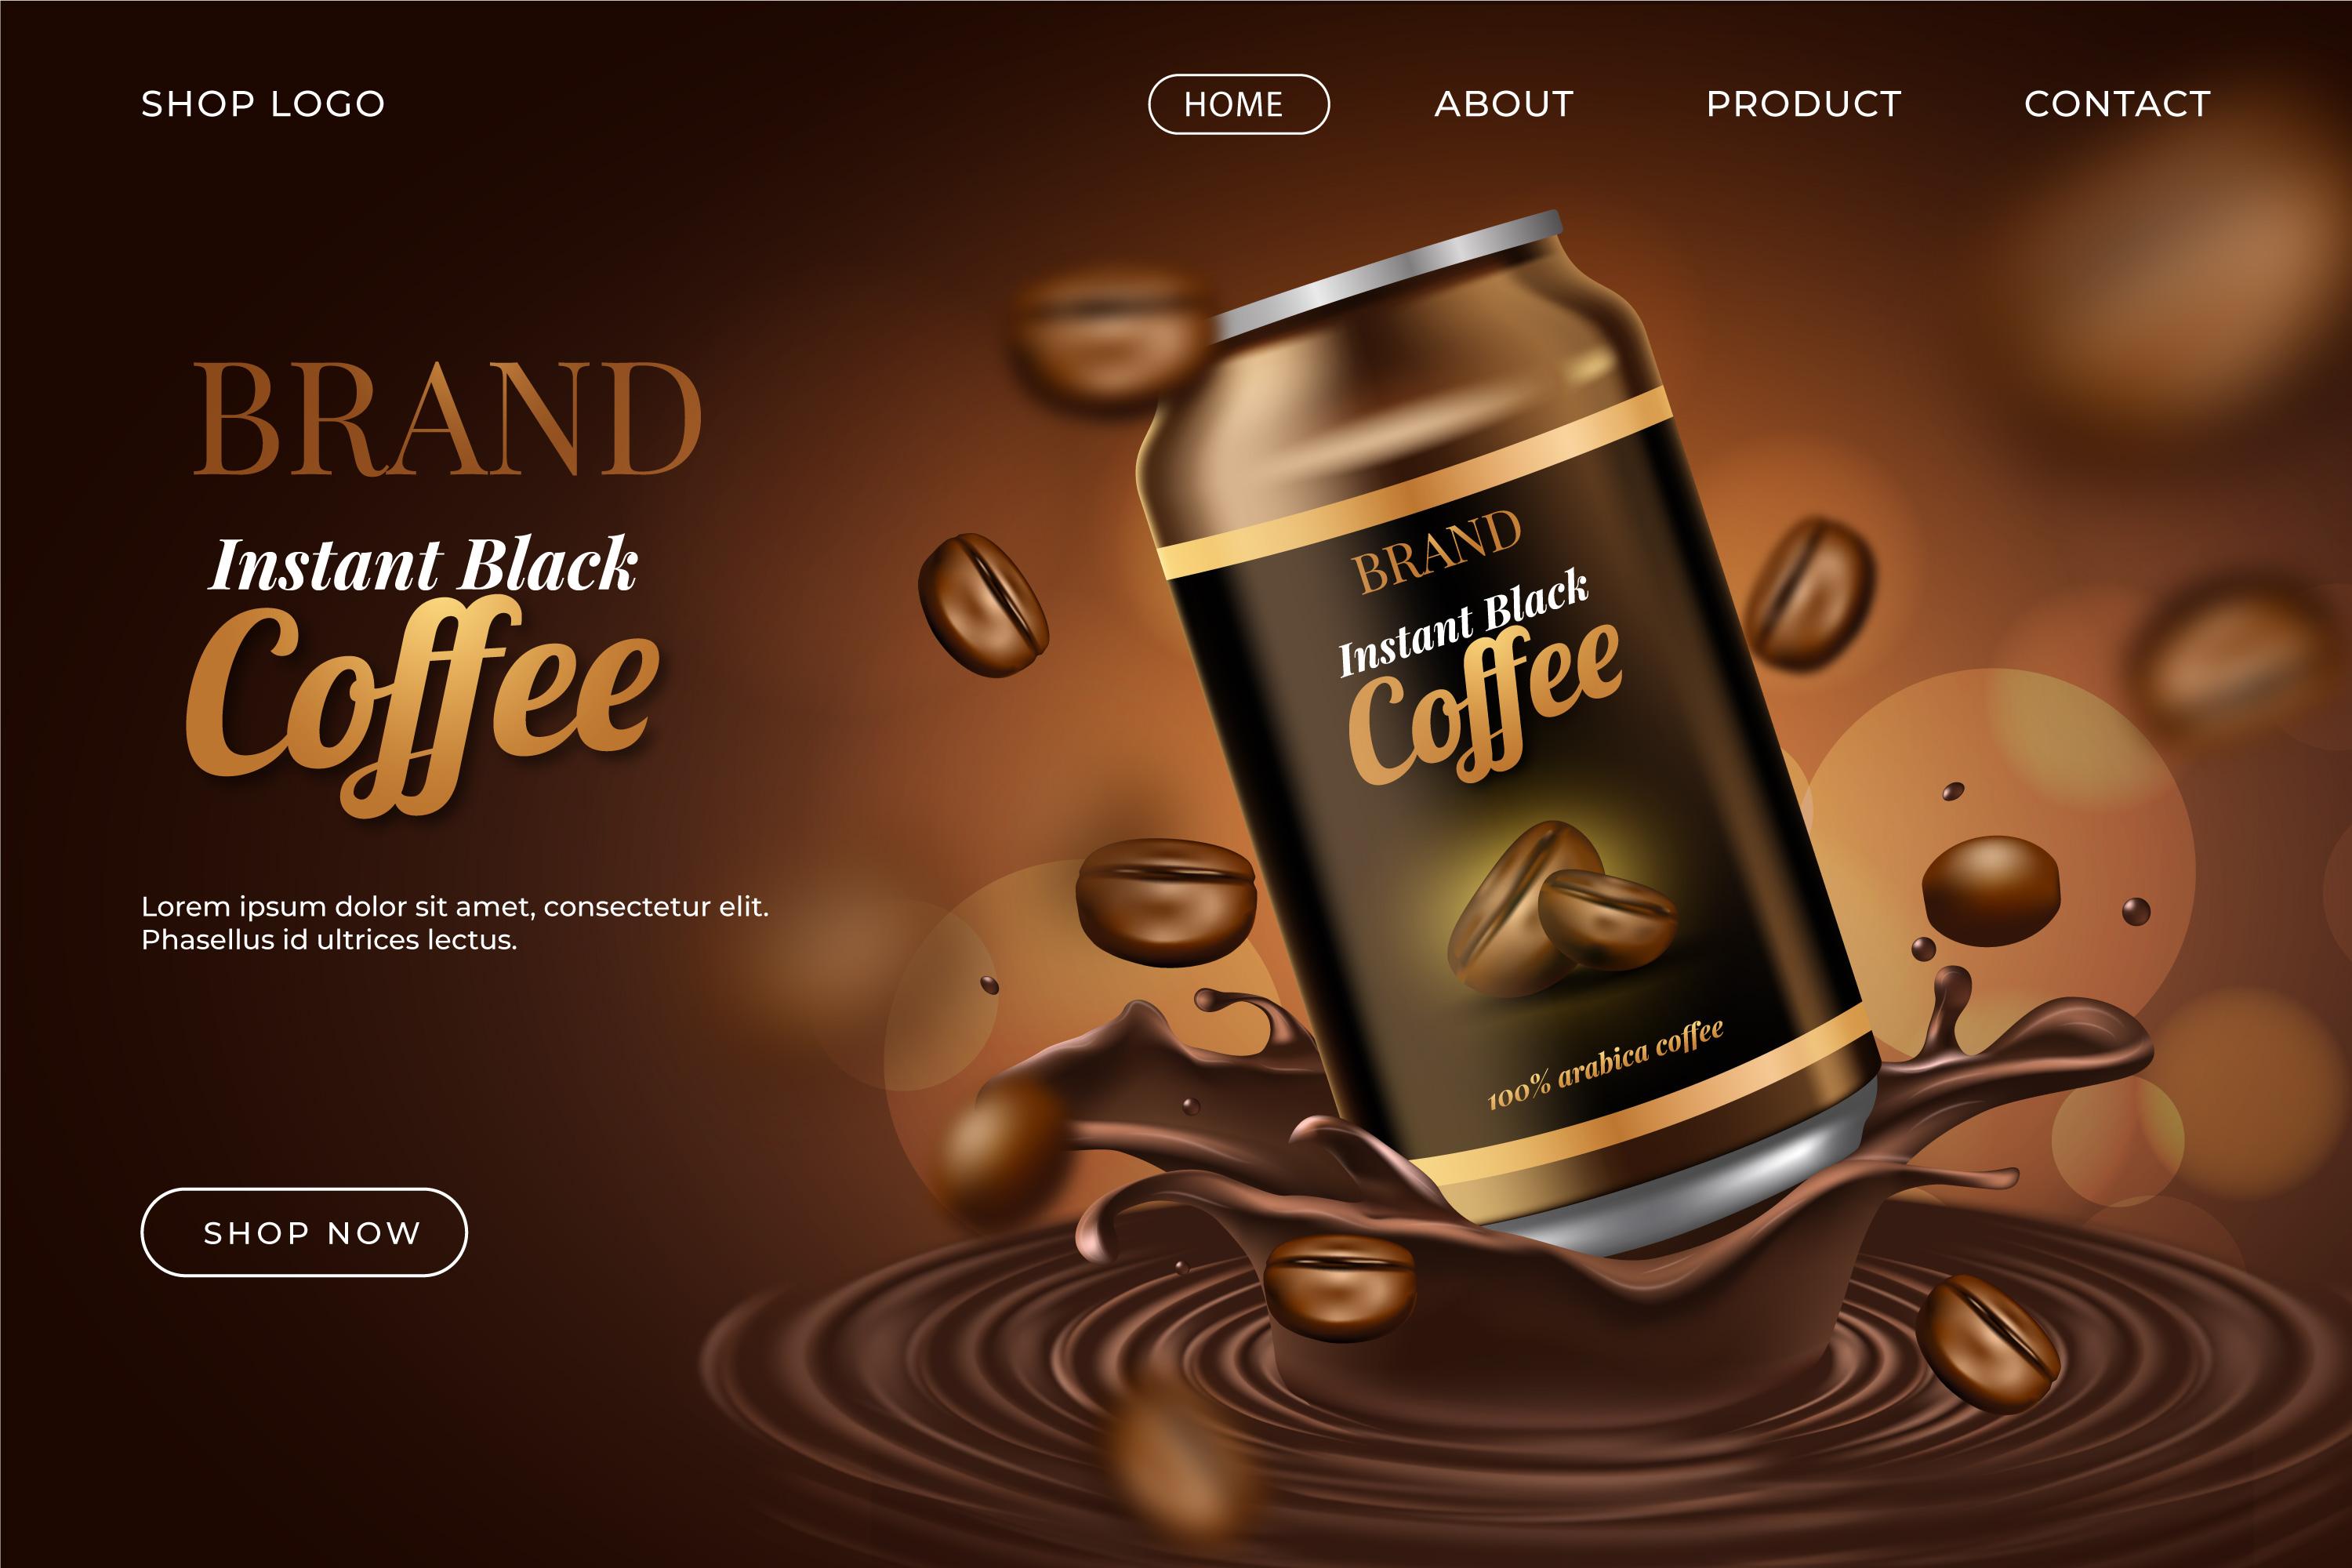 SHOP LOGO
HOME
ABOUT
PRODUCT
CONTACT
BRAND
Instant Black
Coffee
Lorem ipsum dolor sit amet, consectetur elit.
Phasellus id ultrices lectus.
SHOP NOW
BRAND
Instant Black
Coffee
100% arabica coffee